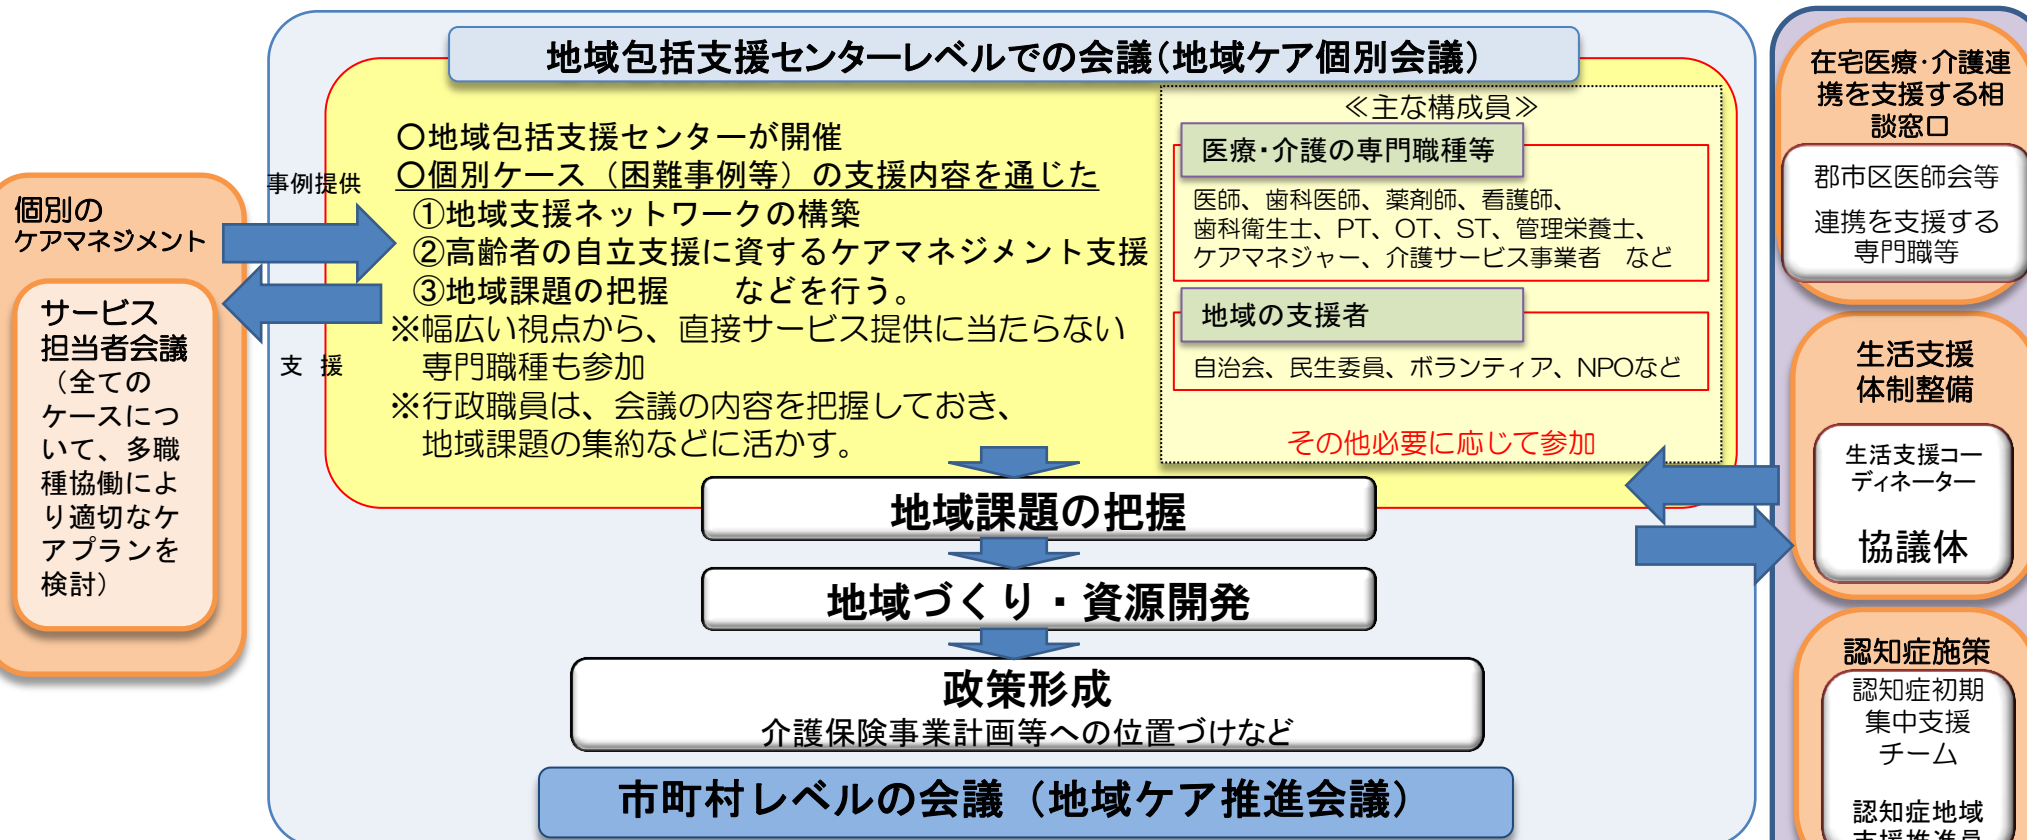 地域包括支援センターレベルでの会議(地域ケア個別会議)
〇地域包括支援センターが開催
〇個別ケース（困難事例等）の支援内容を通じた
①地域支援ネットワークの構築
②高齢者の自立支援に資するケアマネジメント支援
③地域課題の把握　　などを行う。
※幅広い視点から、直接サービス提供に当たらない
専門職種も参加
※行政職員は、会議の内容を把握しておき、
地域課題の集約などに活かす。
≪主な構成員≫
医療・介護の専門職種等
医師、歯科医師、薬剤師、看護師、
歯科衛生士、PT、OT、ST、管理栄養士、
ケアマネジャー、介護サービス事業者　など
地域の支援者
自治会、民生委員、ボランティア、NPOなど
その他必要に応じて参加
事例提供
支　援
個別の
ケアマネジメント
サービス
担当者会議
（全ての
ケースにつ
いて、多職
種協働によ
り適切なケ
アプランを
検討）
地域課題の把握
地域づくり・資源開発
政策形成
介護保険事業計画等への位置づけなど
市町村レベルの会議（地域ケア推進会議）
在宅医療・介護連
携を支援する相
談窓口
郡市区医師会等
連携を支援する
専門職等
生活支援
体制整備
生活支援コー
ディネーター
協議体
認知症施策
認知症初期
集中支援
チーム
認知症地域
支援推進員